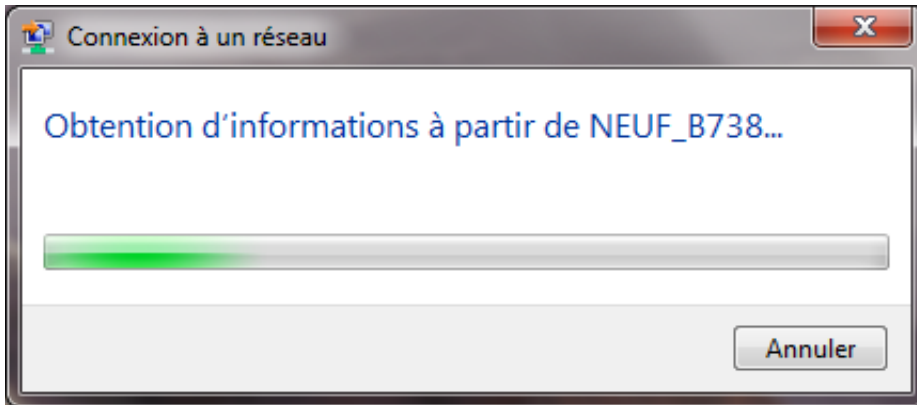 Connexion à un réseau
Obtention d'informations à partir de NEUF_B738...
Annuler